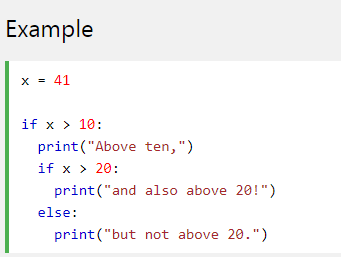 Example
x = 41
if x > 10:
  print("Above ten,")
  if x > 20:
    print("and also above 20!")
  else:
    print("but not above 20.")